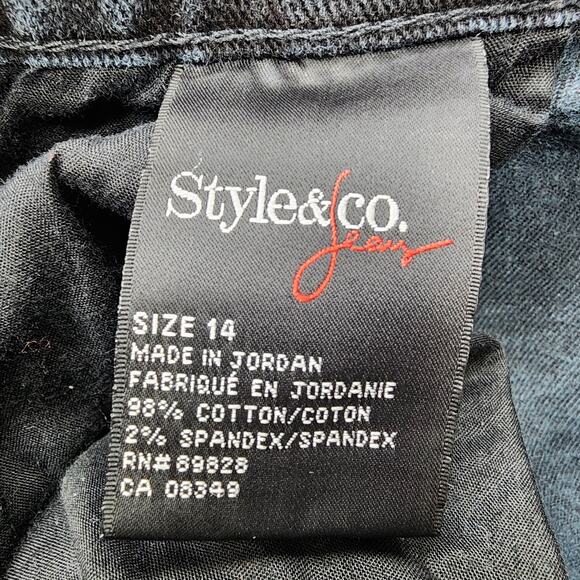 Style&co.
Jeans
SIZE 14
MADE IN JORDAN
FABRIQUÉ EN JORDANIE
98% COTTON/COTON
2% SPANDEX/SPANDEX
RN# 89828
CA 08349